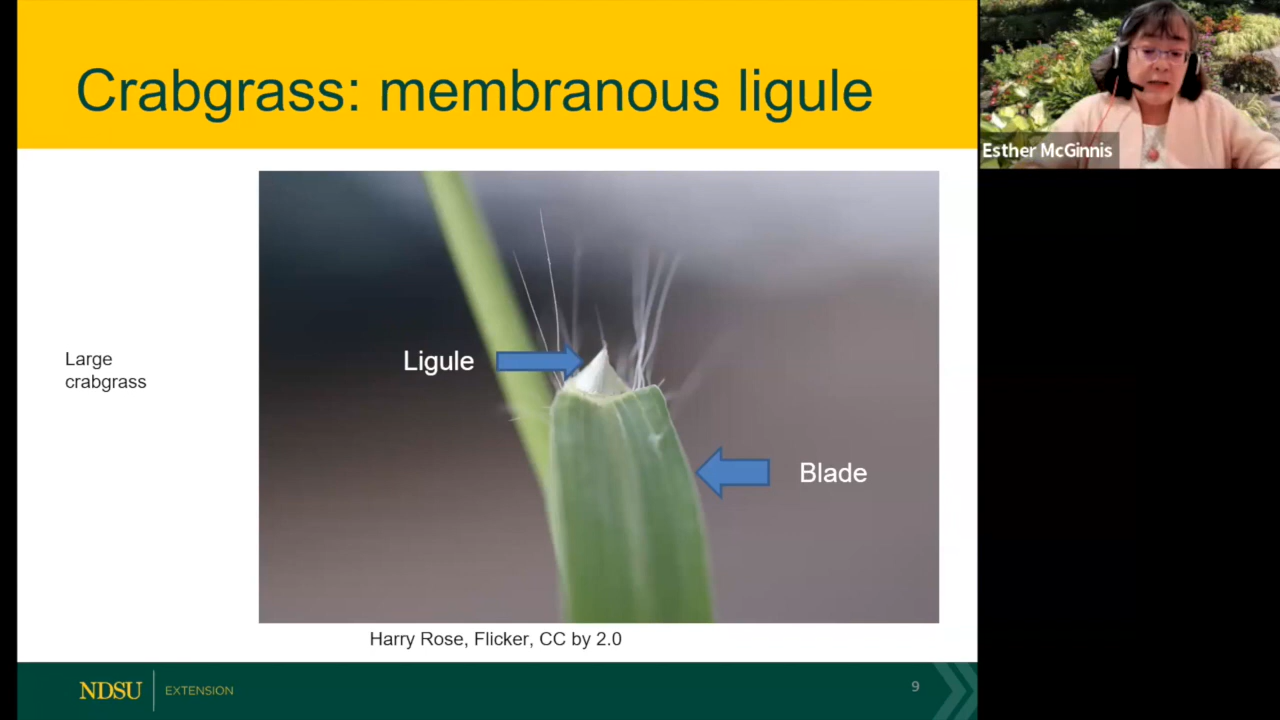 Crabgrass: membranous ligule
Esther McGinnis
Large
crabgrass
Ligule
Blade
Harry Rose, Flicker, CC by 2.0
NDSU
EXTENSION
9